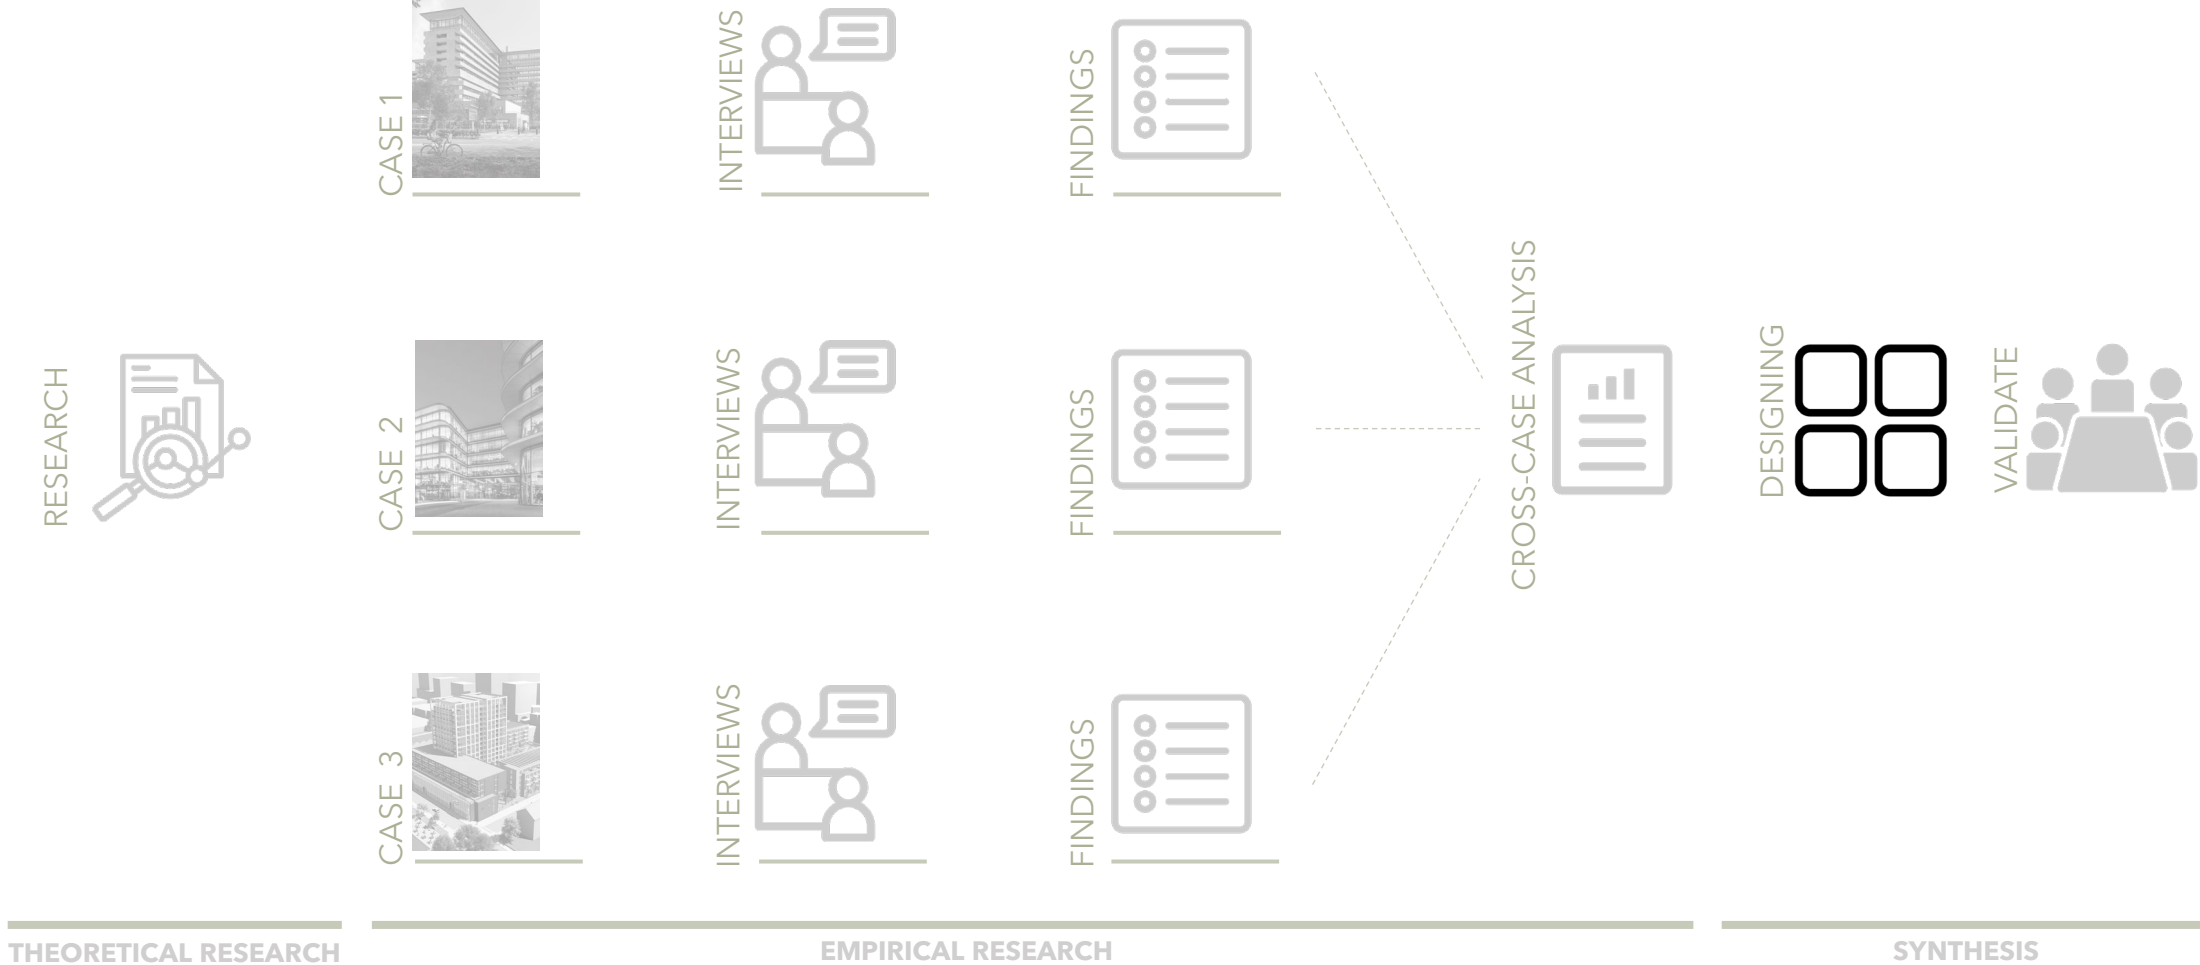 CASE 1
INTERVIEWS
FINDINGS
RESEARCH
CASE 2
INTERVIEWS
FINDINGS
CROSS-CASE ANALYSIS
DESIGNING
VALIDATE
CASE 3
INTERVIEWS
FINDINGS
THEORETICAL RESEARCH
EMPIRICAL RESEARCH
SYNTHESIS